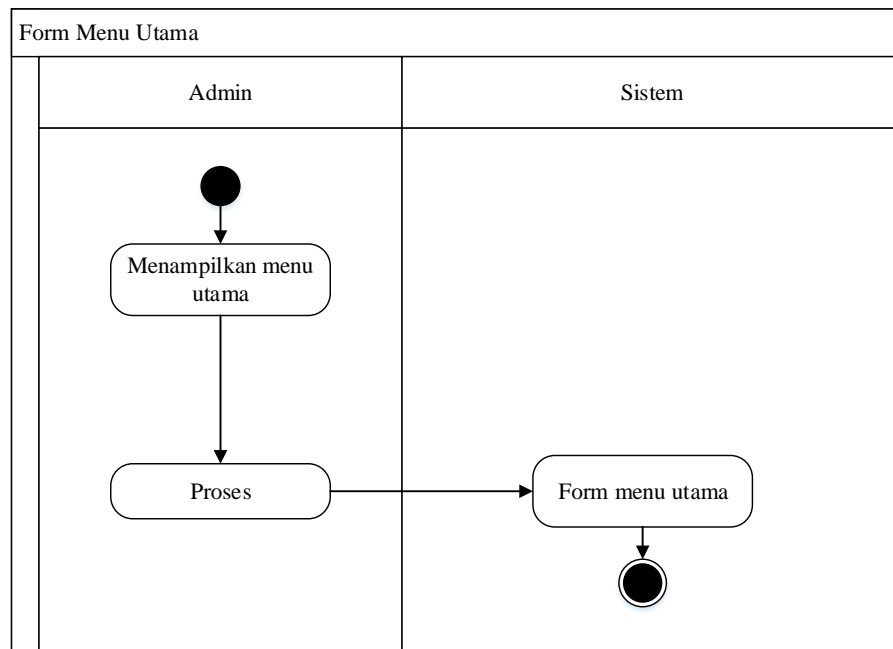 Form Menu Utama
Admin
Sistem
Menampilkan menu
utama
Proses
Form menu utama